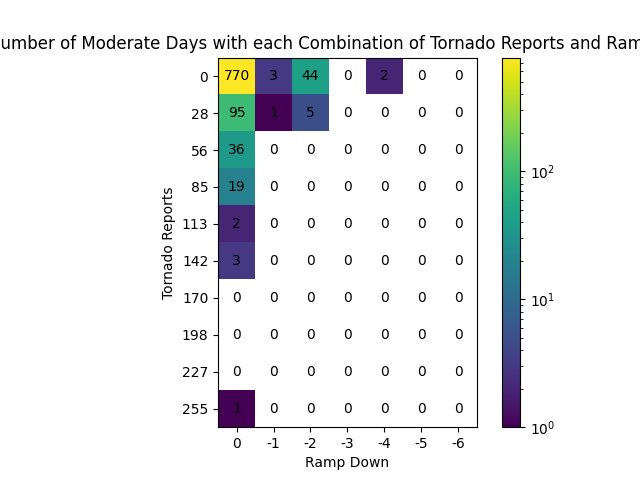 umber of Moderate Days with each Combination of Tornado Reports and Ram
0 770 3 44 0 2 0 0
28 95 1 5 0 0 0 0
56 36 0 0 0 0 0 0
85 19 0 0 0 0 0 0
113 2 0 0 0 0 0 0
142 3 0 0 0 0 0 0
170 0 0 0 0 0 0 0
198 0 0 0 0 0 0 0
227 0 0 0 0 0 0 0
255 1 0 0 0 0 0 0
0 -1 -2 -3 -4 -5 -6
Ramp Down
Tornado Reports
10²
10¹
10⁰